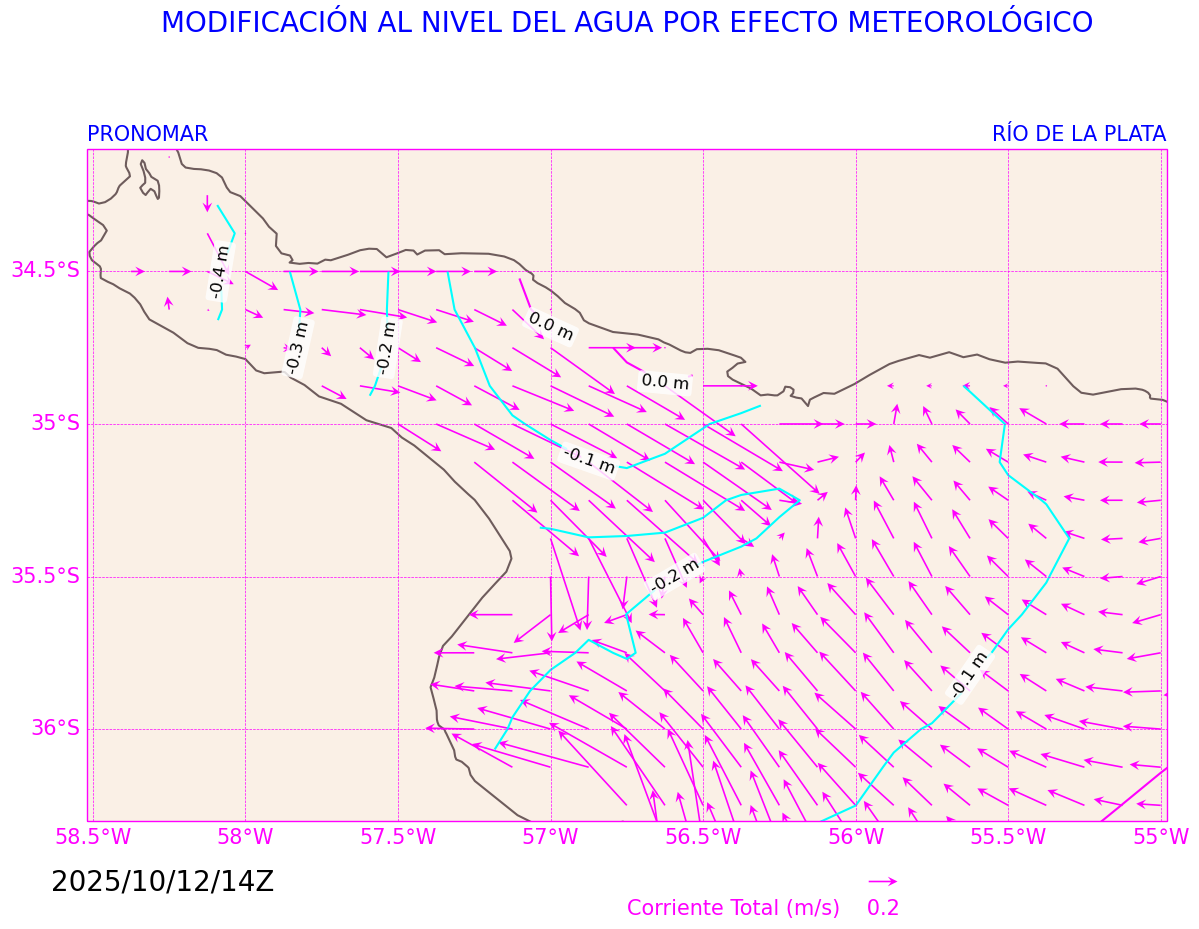 MODIFICACIÓN AL NIVEL DEL AGUA POR EFECTO METEOROLÓGICO
PRONOMAR
RÍO DE LA PLATA
-0.4 m
34.5°S
0.0 m
-0.3 m
-0.2 m
0.0 m
35°S
-0.1 m
35.5°S
-0.2 m
-0.1 m
36°S
58.5°W 58°W 57.5°W 57°W 56.5°W 56°W 55.5°W 55°W
2025/10/12/14Z
Corriente Total (m/s) 0.2